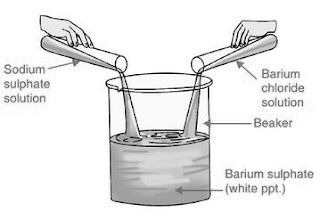 Sodium
sulphate
solution
Barium
chloride
solution
Beaker
Barium sulphate
(white ppt.)